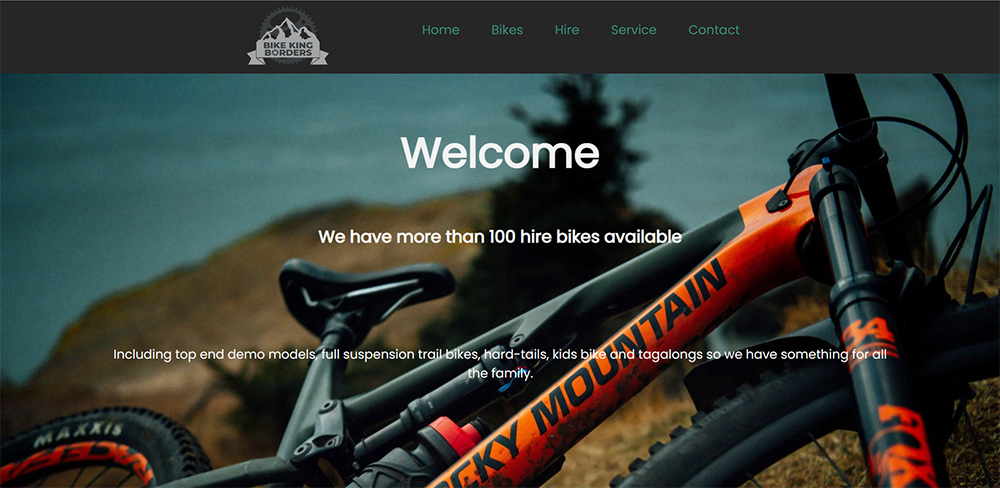 BIKE KING
BORDERS
Home Bikes Hire Service Contact
Welcome
We have more than 100 hire bikes available
Including top end demo models, full suspension trail bikes, hard-tails, kids bike and tagalongs so we have something for all
the family.
MOUNTAIN
MAXXIS